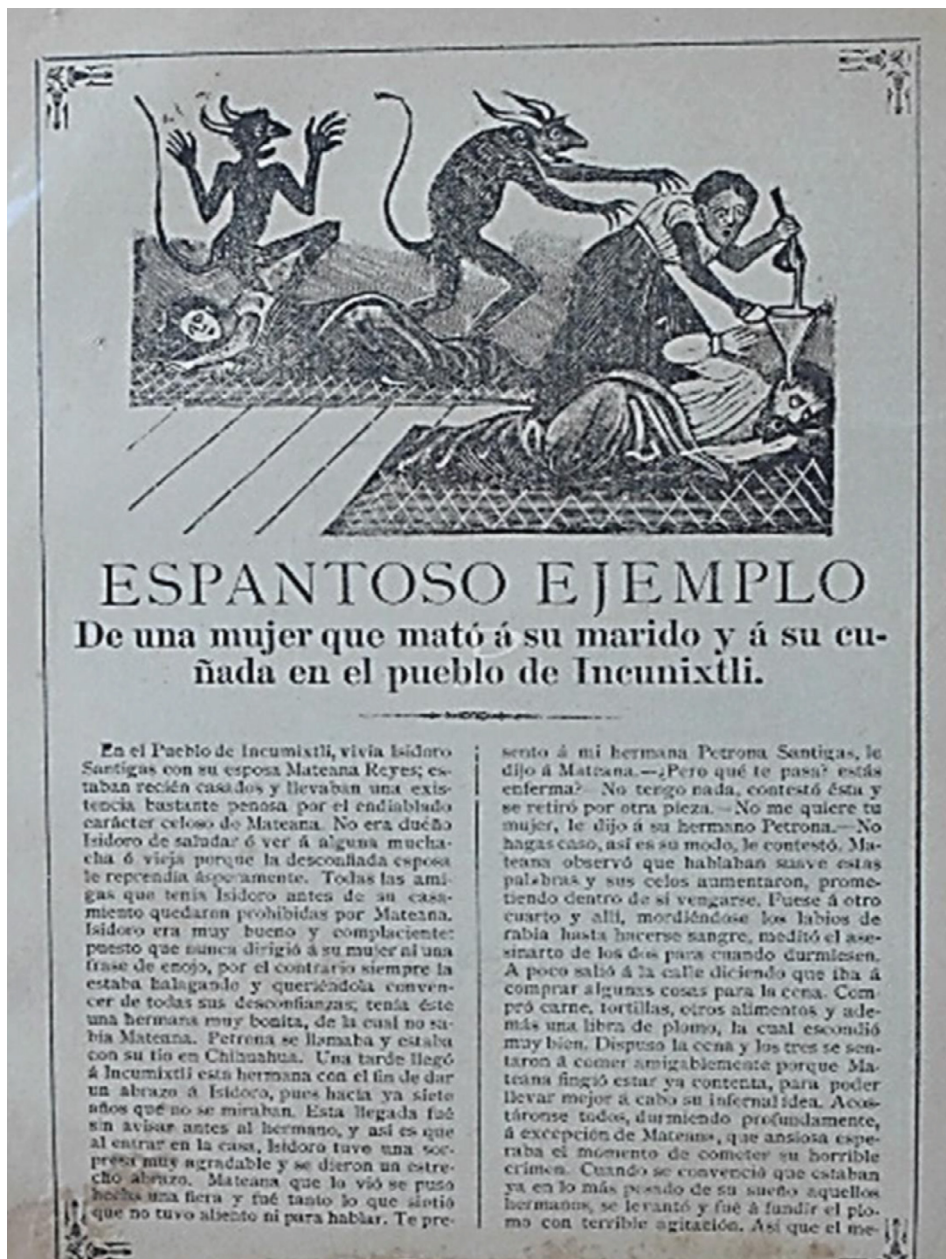 ESPANTOSO EJEMPLO
De una mujer que mató á su marido y á su cu-
ñada en el pueblo de Incunixtli.
En el Pueblo de Incumixtli, vivia Isidoro
Santigas con su esposa Mateana Reyes; es-
taban recién casados y llevaban una exis-
tencia bastante penosa por el endiablado
carácter celoso de Mateana. No era dueño
Isidoro de saludar ó ver á alguna mucha-
cha ó vieja porque la desconfiada esposa
le reprendia ásperamente. Todas las ami-
gas que tenia Isidoro antes de su casa-
miento quedaron prohibidas por Mateana.
Isidoro era muy bueno y complaciente:
puesto que nunca dirigió á su mujer ni una
frase de enojo, por el contrario siempre la
estaba halagando y queriéndola conven-
cer de todas sus desconfianzas; tenia éste
una hermana muy bonita, de la cual no sa-
bia Mateana. Petrona se llamaba y estaba
con su tio en Chihuahua. Una tarde llegó
á Incumixtli esta hermana con el fin de dar
un abrazo á Isidoro, pues hacia ya siete
años que no se miraban. Esta llegada fué
sin avisar antes al hermano, y así es que
al entrar en la casa, Isidoro tuvo una sor-
presa muy agradable y se dieron un estre-
cho abrazo. Mateana que lo vió se puso
hecha una fiera y fué tanto lo que sintió
que no tuvo aliento ni para hablar. Te pre-
sento á mi hermana Petrona Santigas, le
dijo á Mateana.—¿Pero qué te pasa? estás
enferma?—No tengo nada, contestó ésta y
se retiró por otra pieza.—No me quiere tu
mujer, le dijo á su hermano Petrona.—No
hagas caso, así es su modo, le contestó. Ma-
teana observó que hablaban suave estas
palabras y sus celos aumentaron, prome-
tiendo dentro de sí vengarse. Fuese á otro
cuarto y allí, mordiéndose los labios de
rabia hasta hacerse sangre, meditó el ase-
sinarto de los dos para cuando durmiesen.
A poco salió á la calle diciendo que iba á
comprar algunas cosas para la cena. Com-
pró carne, tortillas, otros alimentos y ade-
más una libra de plomo, la cual escondió
muy bien. Dispuso la cena y los tres se sen-
taron á comer amigablemente porque Ma-
teana fingió estar ya contenta, para poder
llevar mejor á cabo su infernal idea. Acos-
táronse todos, durmiendo profundamente,
á excepción de Mateana, que ansiosa espe-
raba el momento de cometer su horrible
crimen. Cuando se convenció que estaban
ya en lo más pesado de su sueño aquellos
hermanos, se levantó y fué á fundir el plo-
mo con terrible agitación. Así que el me-